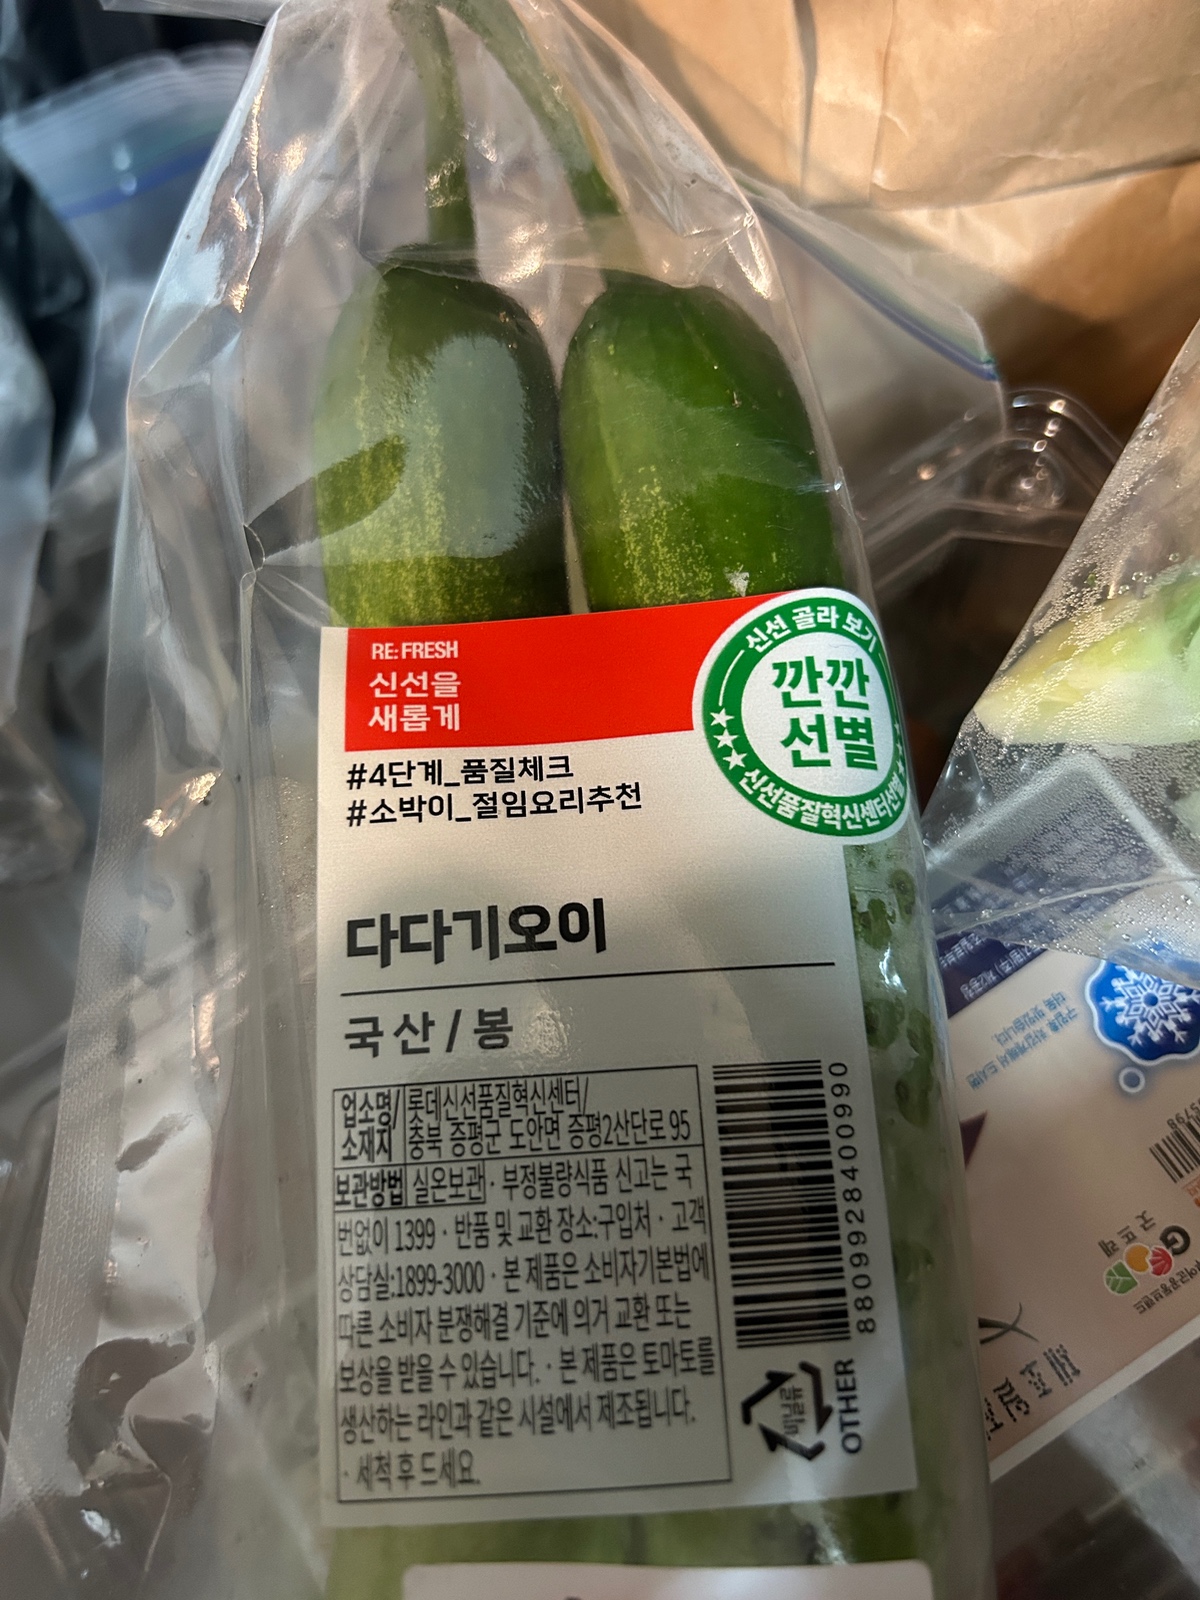 RE: FRESH
신선을
새롭게
신선 골라 보기
깐깐
선별
신선품질혁신센터선별
#4단계_품질체크
#소박이_절임요리추천
다다기오이
국산/봉
업소명/
소재지
롯데신선품질혁신센터/
충북 증평군 도안면 증평2산단로 95
보관방법 실온보관 · 부정불량식품 신고는 국
번없이 1399 · 반품 및 교환 장소:구입처 · 고객
상담실:1899-3000 · 본 제품은 소비자기본법에
따른 소비자 분쟁해결 기준에 의거 교환 또는
보상을 받을 수 있습니다. · 본 제품은 토마토를
생산하는 라인과 같은 시설에서 제조됩니다.
· 세척 후 드세요.
8809928400990
비닐류
OTHER
굿뜨래